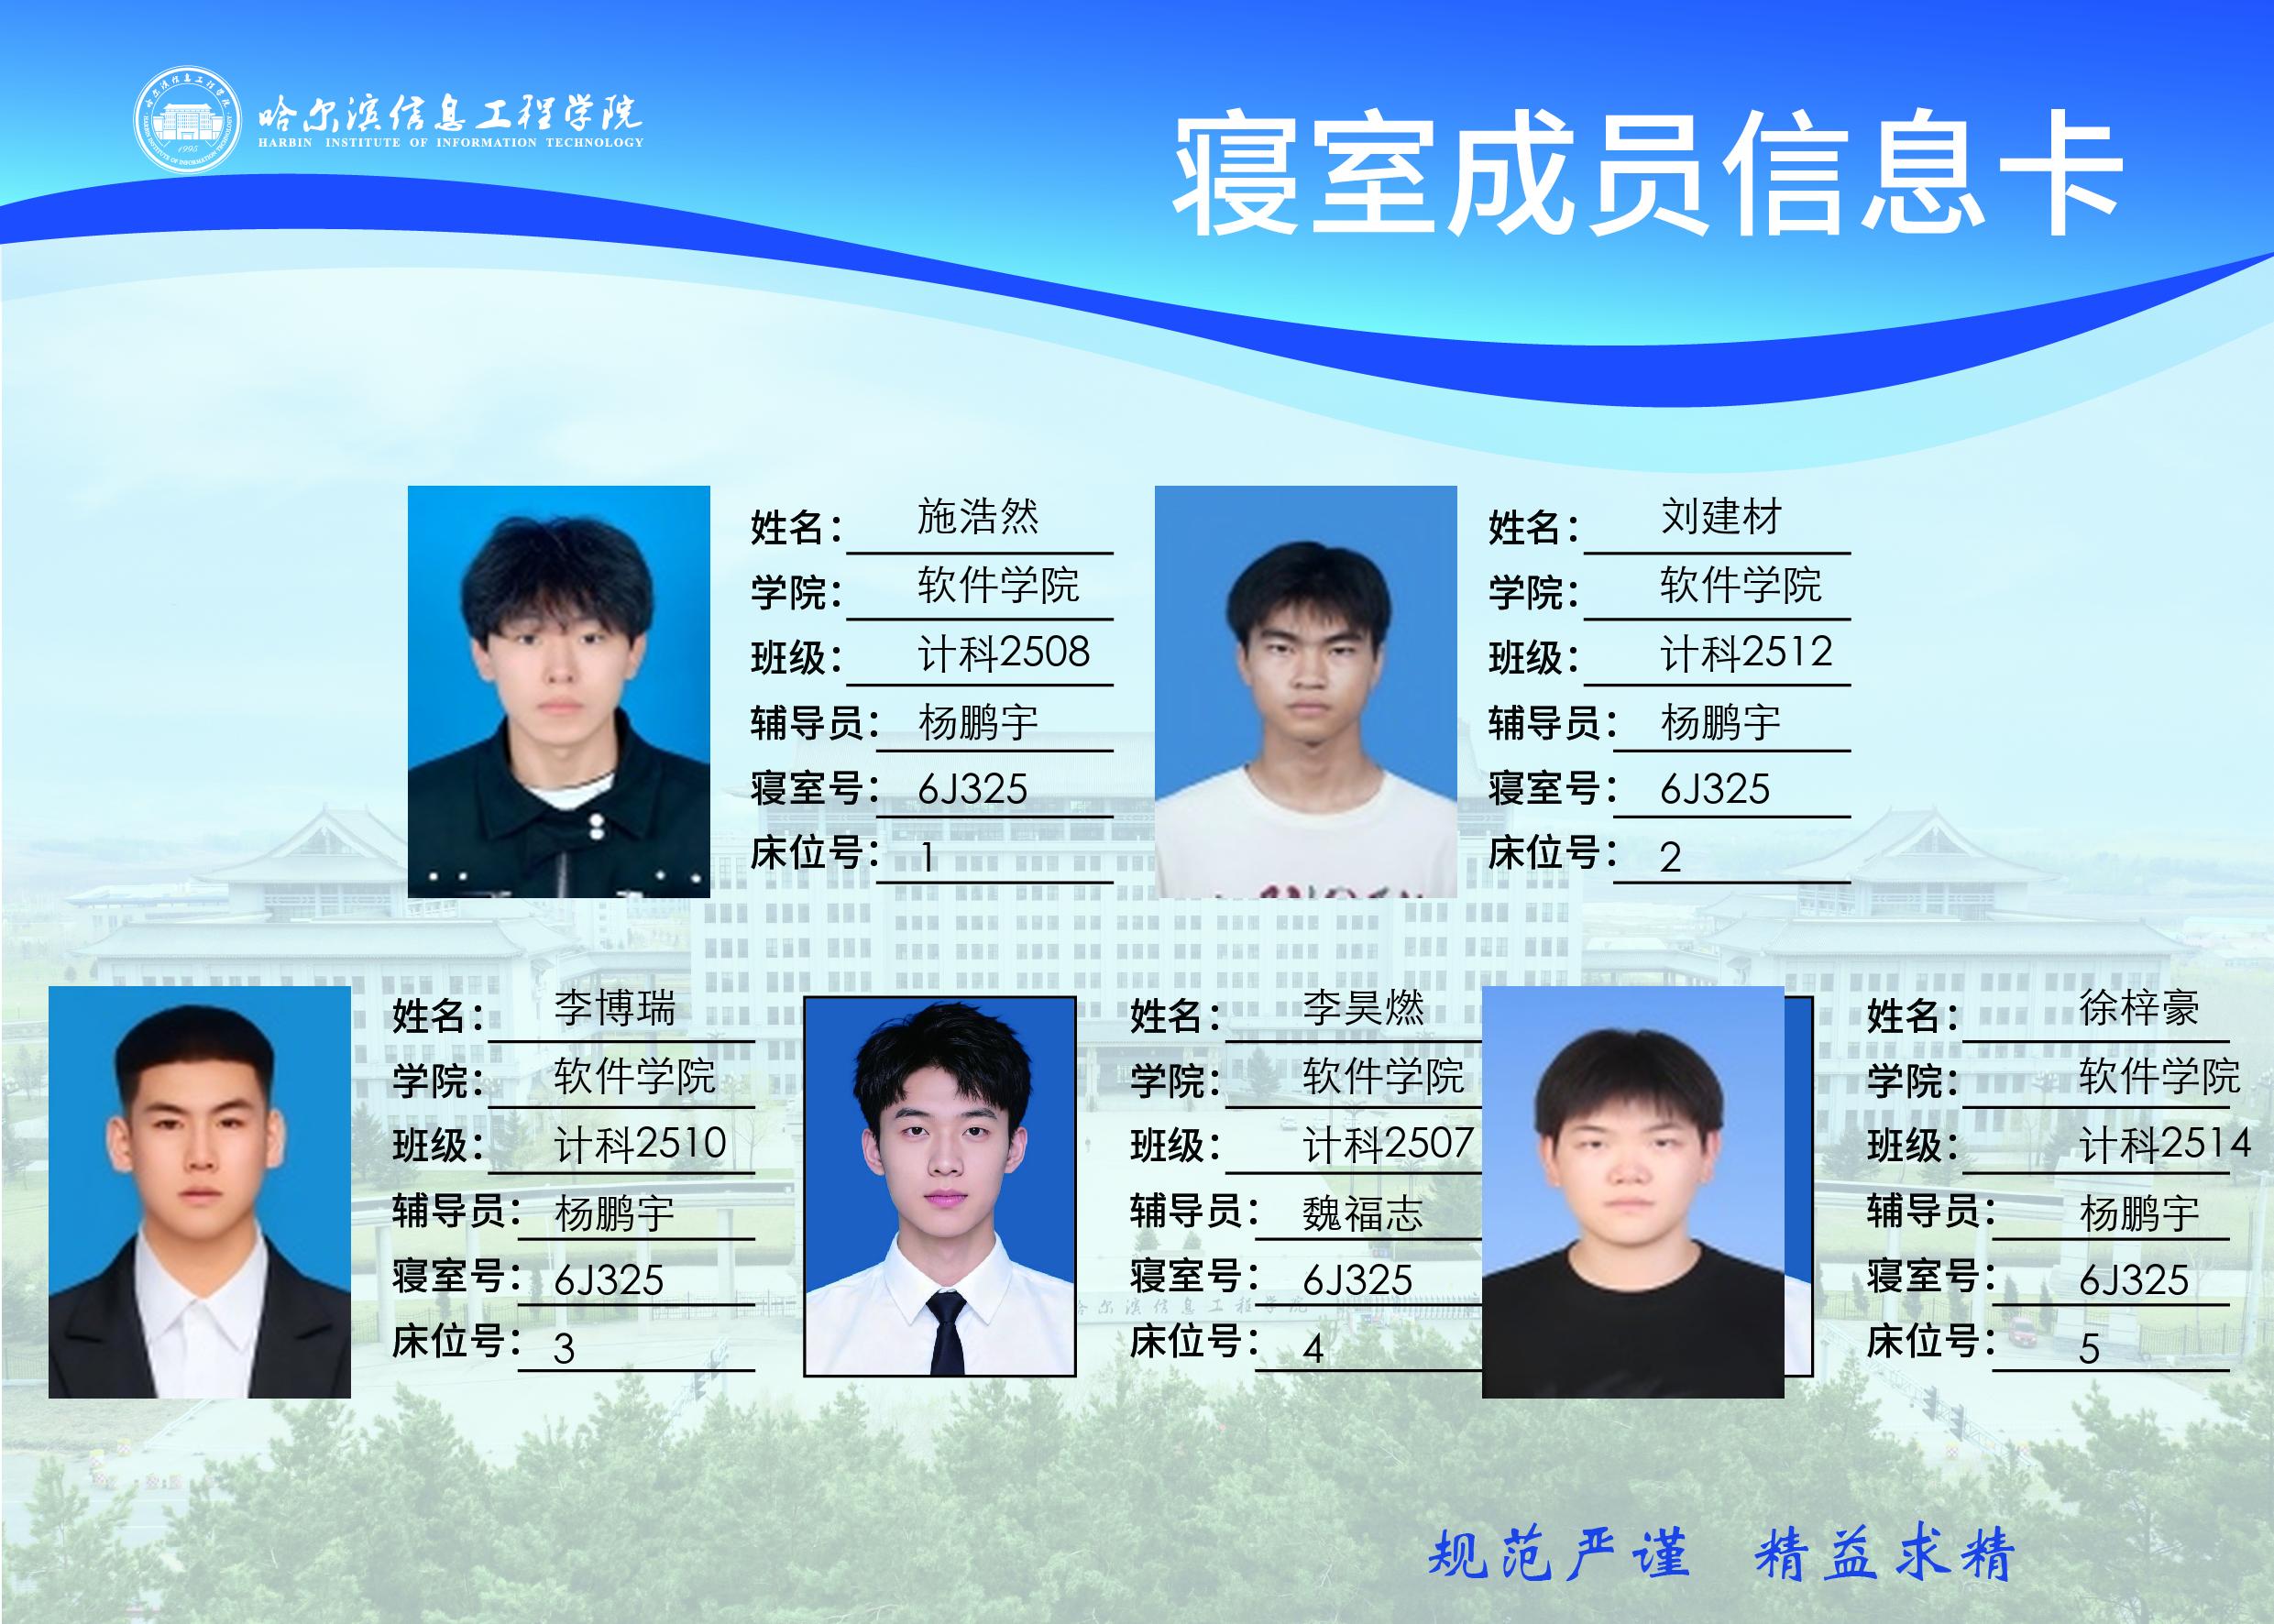 哈尔滨信息工程学院
HARBIN INSTITUTE OF INFORMATION TECHNOLOGY
1995
寝室成员信息卡
姓名：施浩然
学院：软件学院
班级：计科2508
辅导员：杨鹏宇
寝室号：6J325
床位号：1
姓名：刘建材
学院：软件学院
班级：计科2512
辅导员：杨鹏宇
寝室号：6J325
床位号：2
姓名：李博瑞
学院：软件学院
班级：计科2510
辅导员：杨鹏宇
寝室号：6J325
床位号：3
姓名：李昊燃
学院：软件学院
班级：计科2507
辅导员：魏福志
寝室号：6J325
床位号：4
姓名：徐梓豪
学院：软件学院
班级：计科2514
辅导员：杨鹏宇
寝室号：6J325
床位号：5
哈尔滨信息工程学院
规范严谨 精益求精